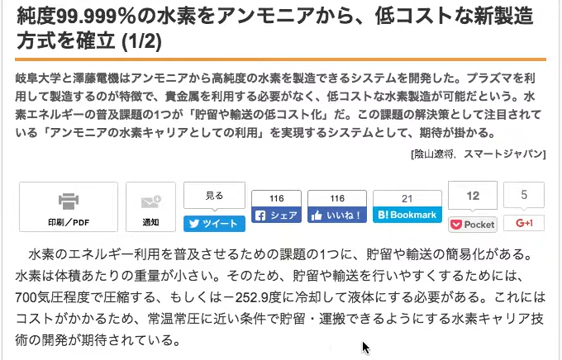 純度99.999%の水素をアンモニアから、低コストな新製造
方式を確立 (1/2)
岐阜大学と澤藤電機はアンモニアから高純度の水素を製造できるシステムを開発した。プラズマを利
用して製造するのが特徴で、貴金属を利用する必要がなく、低コストな水素製造が可能だという。水
素エネルギーの普及課題の1つが「貯留や輸送の低コスト化」だ。この課題の解決策として注目されて
いる「アンモニアの水素キャリアとしての利用」を実現するシステムとして、期待が掛かる。
[陰山遼将，スマートジャパン]
印刷／PDF
通知
見る
ツイート
116
シェア
116
いいね！
21
B! Bookmark
12
Pocket
5
G+1
水素のエネルギー利用を普及させるための課題の1つに、貯留や輸送の簡易化がある。
水素は体積あたりの重量が小さい。そのため、貯留や輸送を行いやすくするためには、
700気圧程度で圧縮する、もしくは－252.9度に冷却して液体にする必要がある。これには
コストがかかるため、常温常圧に近い条件で貯留・運搬できるようにする水素キャリア技
術の開発が期待されている。